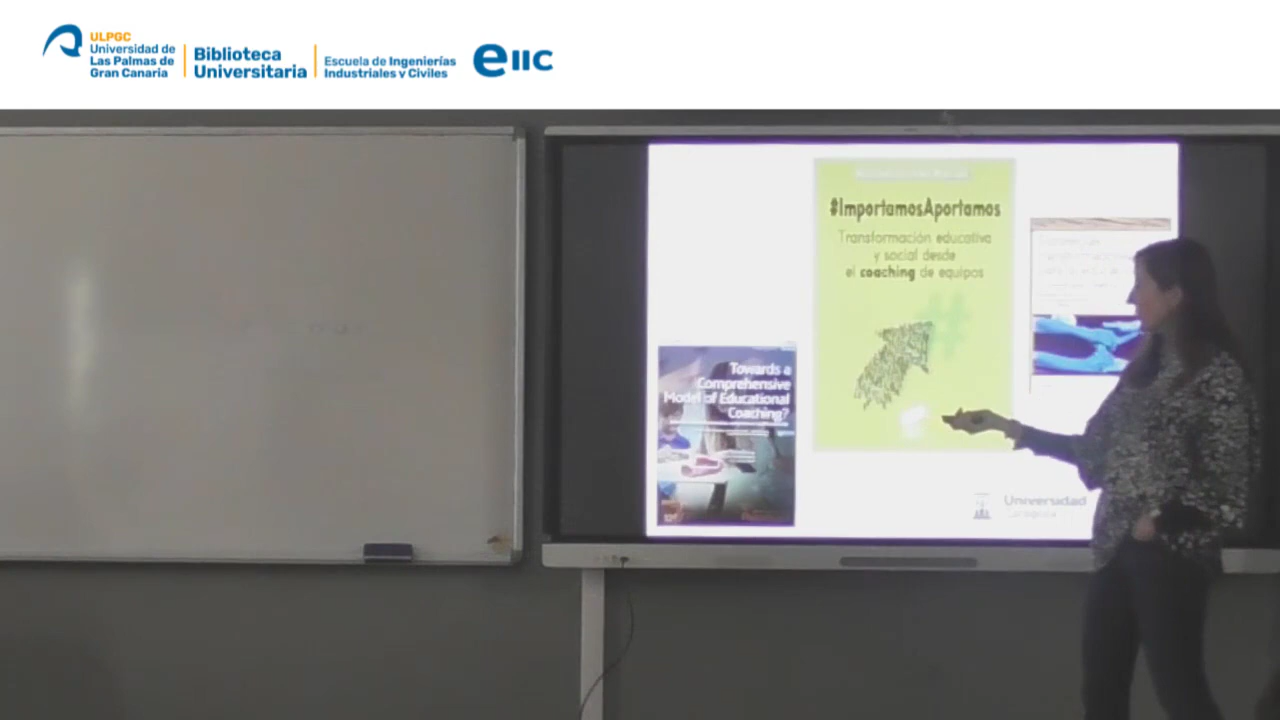 ULPGC
Universidad de
Las Palmas de
Gran Canaria
Biblioteca
Universitaria
Escuela de Ingenierías
Industriales y Civiles
eiic
#ImportamosAportamos
Transformación educativa
y social desde
el coaching de equipos
Towards a
Comprehensive
Model of Educational
Coaching?
Universidad